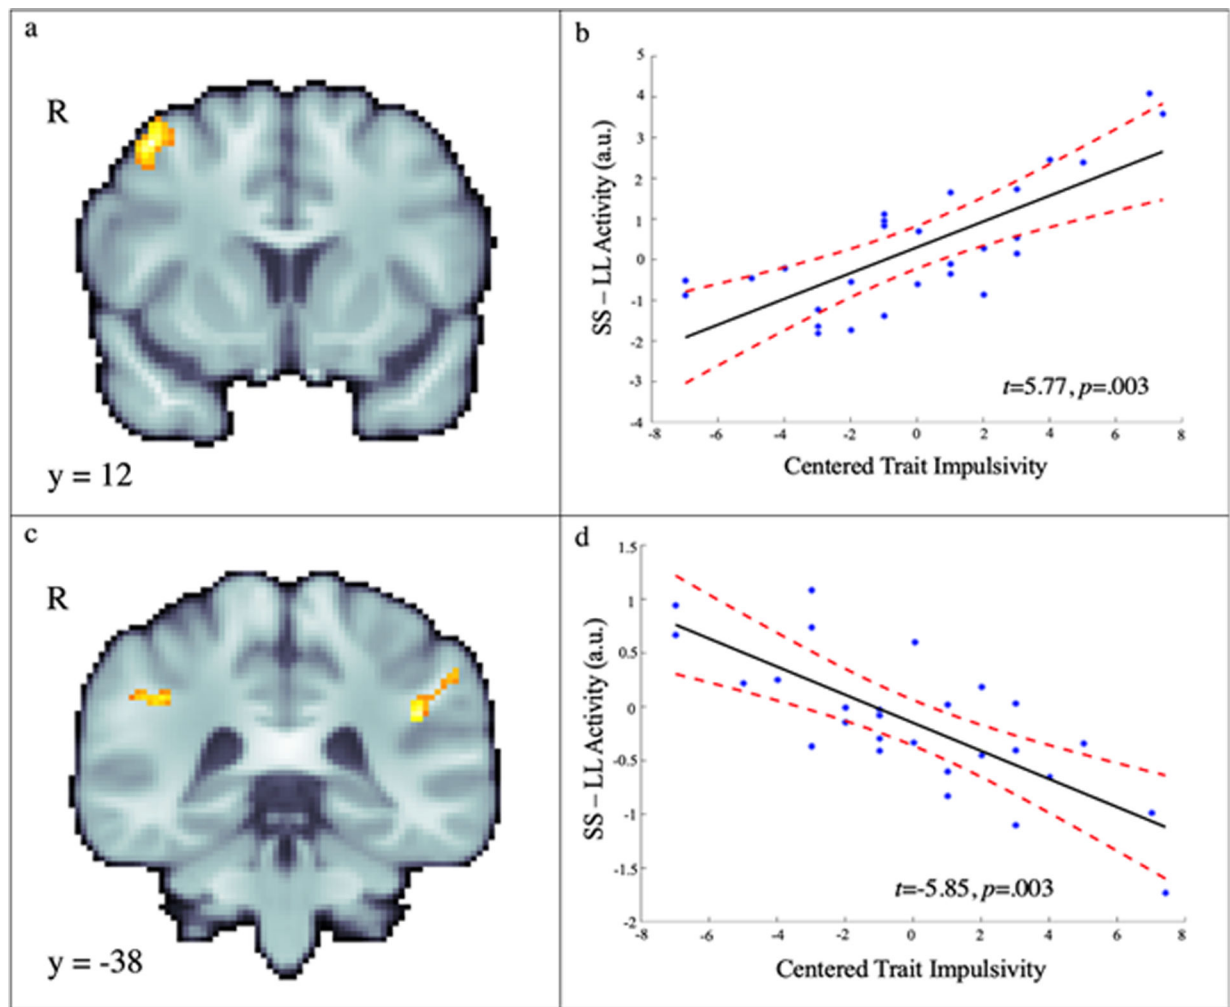 a
R
y = 12
b
5
4
3
2
1
0
-1
-2
-3
-4
-8
-6
-4
-2
0
2
4
6
8
SS – LL Activity (a.u.)
t=5.77, p=.003
Centered Trait Impulsivity
c
R
y = -38
d
1.5
1
0.5
0
-0.5
-1
-1.5
-2
-8
-6
-4
-2
0
2
4
6
8
SS – LL Activity (a.u.)
t=-5.85, p=.003
Centered Trait Impulsivity